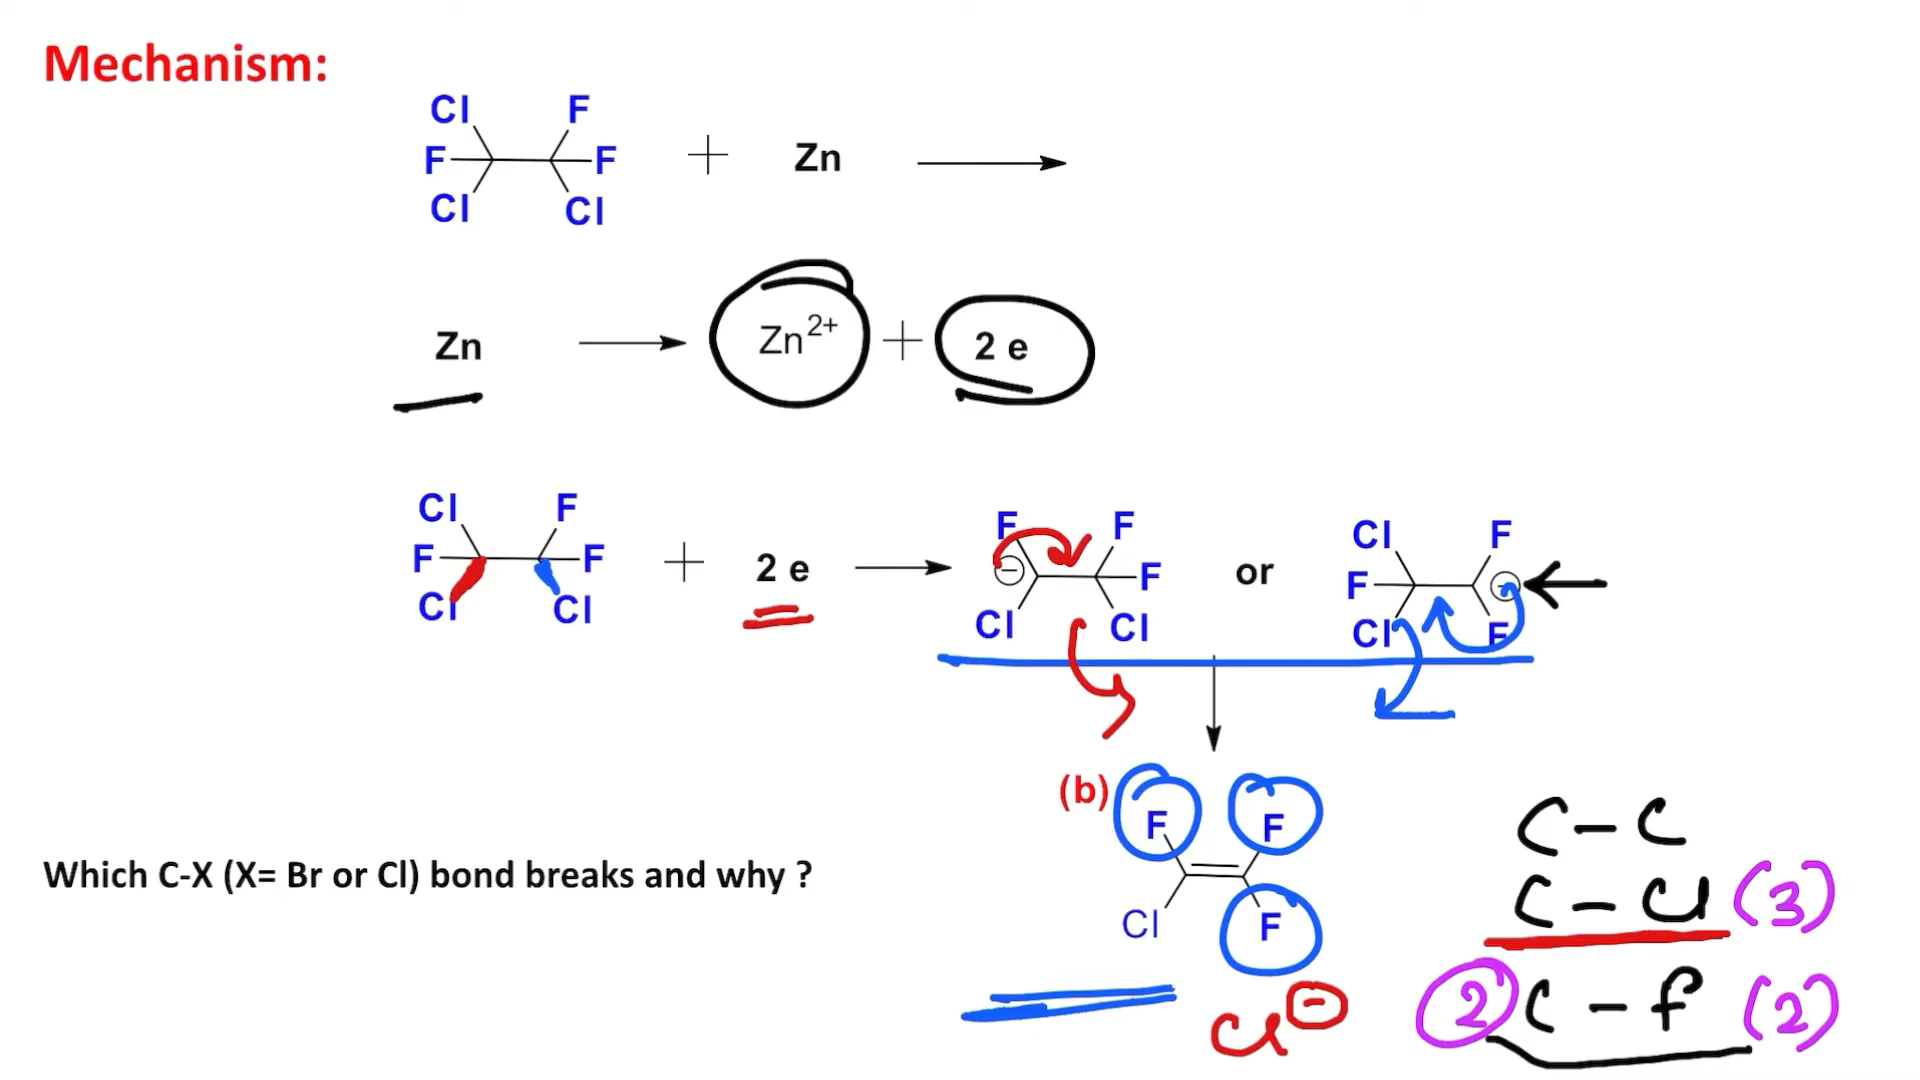 Mechanism:
Cl F
F F + Zn
Cl Cl
Zn Zn2+ + 2 e
Cl F F F Cl F
F F + 2 e − F or F −
Cl Cl Cl Cl Cl F
(b) F F
Cl F
Which C-X (X= Br or Cl) bond breaks and why ?
Cl −
C - C
C - Cl (3)
2 C - F (2)